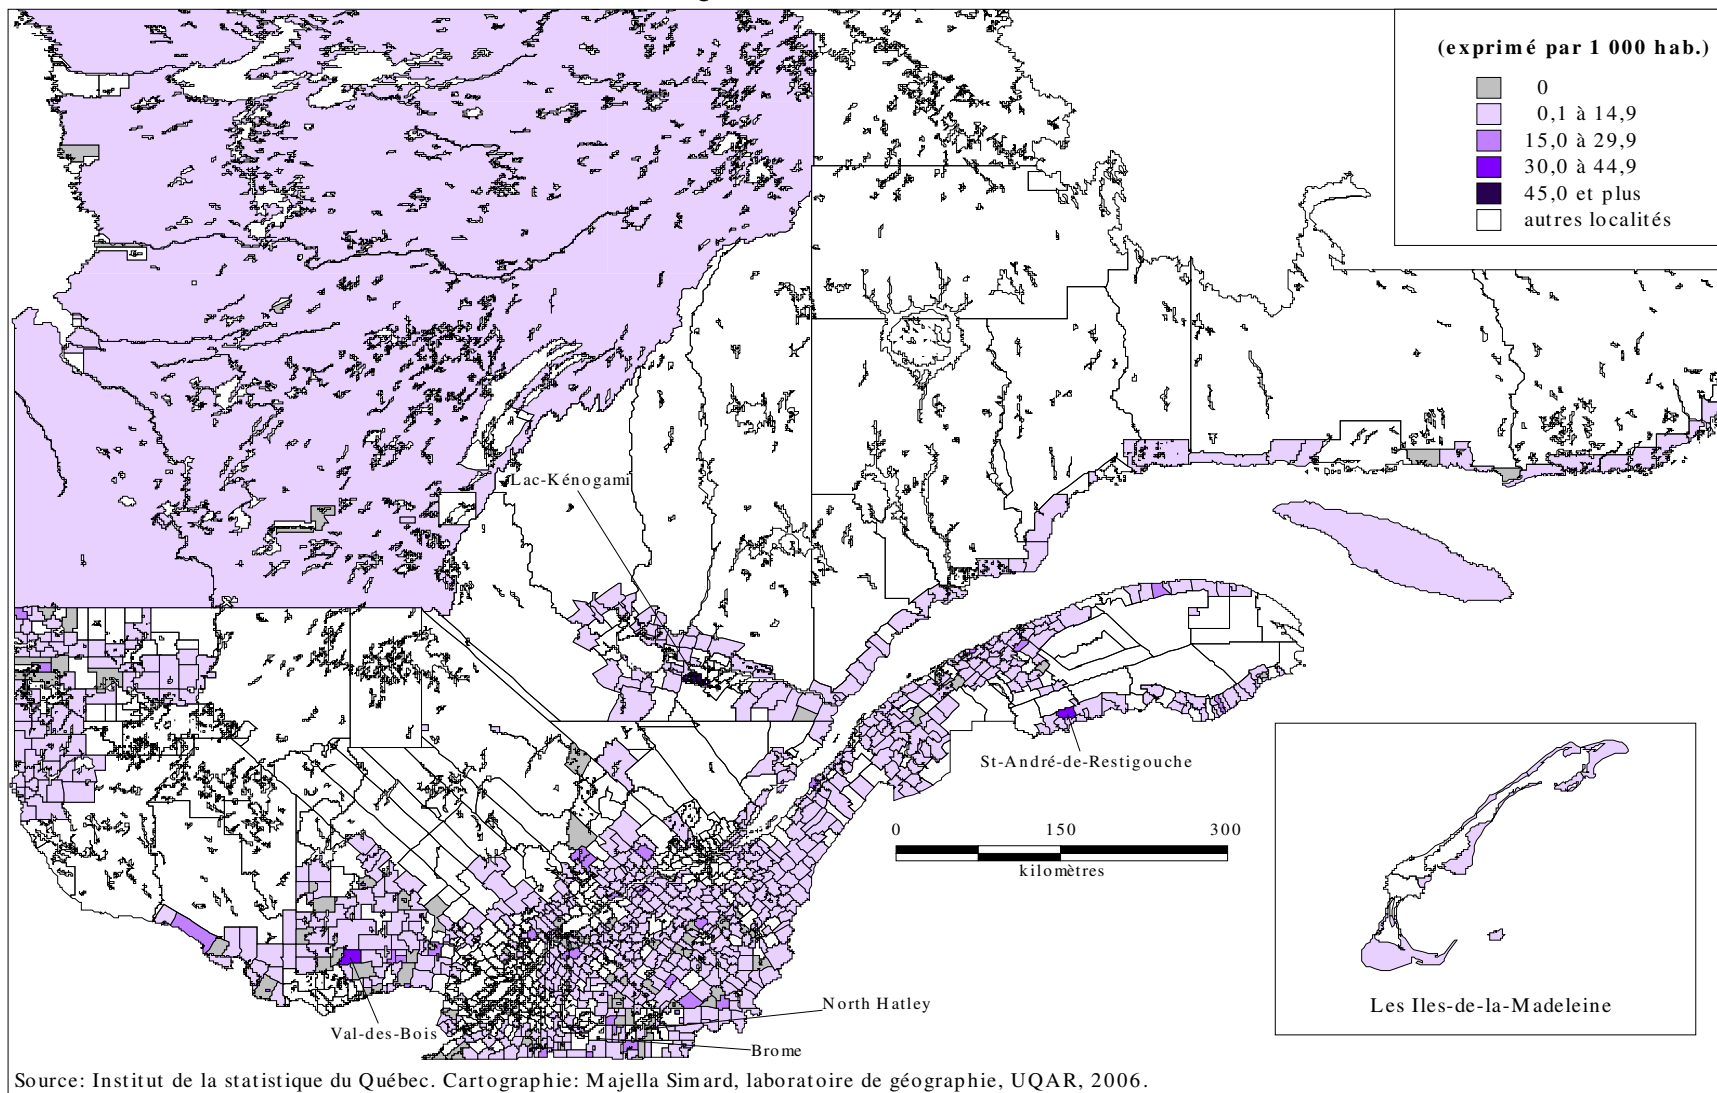 (exprimé par 1 000 hab.)
0
0,1 à 14,9
15,0 à 29,9
30,0 à 44,9
45,0 et plus
autres localités
Lac-Kénogami
St-André-de-Restigouche
0 150 300
kilomètres
North Hatley
Val-des-Bois
Brome
Les Iles-de-la-Madeleine
Source: Institut de la statistique du Québec. Cartographie: Majella Simard, laboratoire de géographie, UQAR, 2006.